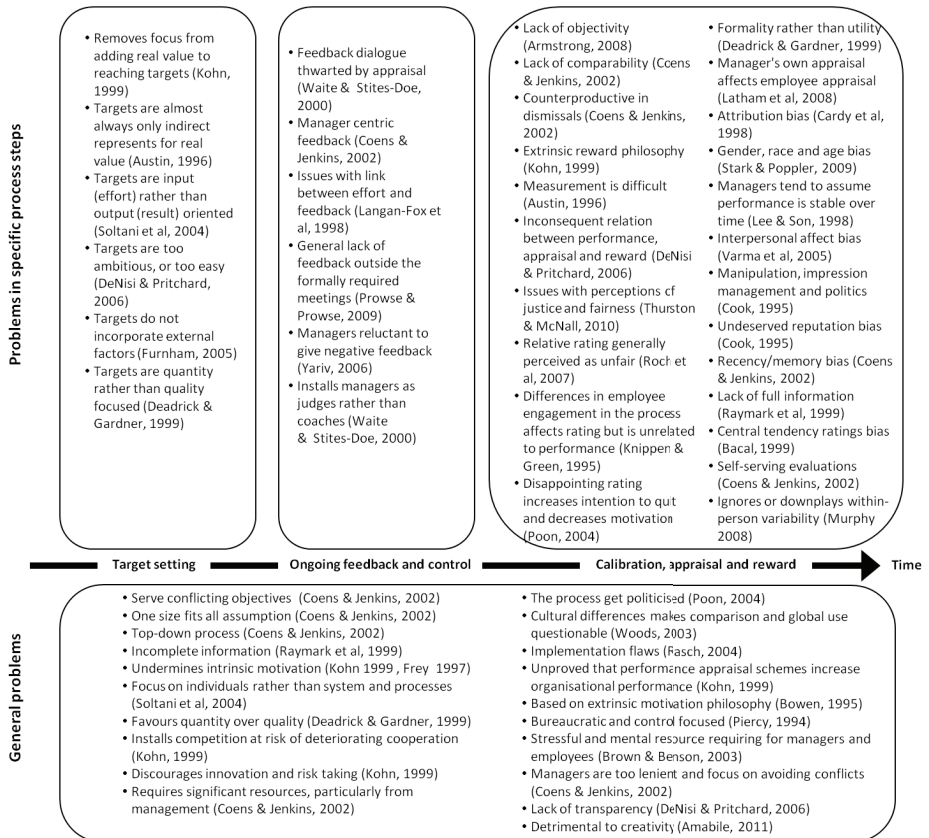 Problems in specific process steps
• Removes focus from
adding real value to
reaching targets (Kohn,
1999)
• Targets are almost
always only indirect
represents for real
value (Austin, 1996)
• Targets are input
(effort) rather than
output (result) oriented
(Soltani et al, 2004)
• Targets are too
ambitious, or too easy
(DeNisi & Pritchard,
2006)
• Targets do not
incorporate external
factors (Furnham, 2005)
• Targets are quantity
rather than quality
focused (Deadrick &
Gardner, 1999)
• Feedback dialogue
thwarted by appraisal
(Waite & Stites-Doe,
2000)
• Manager centric
feedback (Coens &
Jenkins, 2002)
• Issues with link
between effort and
feedback (Langan-Fox et
al, 1998)
• General lack of
feedback outside the
formally required
meetings (Prowse &
Prowse, 2009)
• Managers reluctant to
give negative feedback
(Yariv, 2006)
• Installs managers as
judges rather than
coaches (Waite
& Stites-Doe, 2000)
• Lack of objectivity
(Armstrong, 2008)
• Lack of comparability (Coens
& Jenkins, 2002)
• Counterproductive in
dismissals (Coens & Jenkins,
2002)
• Extrinsic reward philosophy
(Kohn, 1999)
• Measurement is difficult
(Austin, 1996)
• Inconsequent relation
between performance,
appraisal and reward (DeNisi
& Pritchard, 2006)
• Issues with perceptions of
justice and fairness (Thurston
& McNall, 2010)
• Relative rating generally
perceived as unfair (Roch et
al, 2007)
• Differences in employee
engagement in the process
affects rating but is unrelated
to performance (Knippen &
Green, 1995)
• Disappointing rating
increases intention to quit
and decreases motivation
(Poon, 2004)
• Formality rather than utility
(Deadrick & Gardner, 1999)
• Manager's own appraisal
affects employee appraisal
(Latham et al, 2008)
• Attribution bias (Cardy et al,
1998)
• Gender, race and age bias
(Stark & Poppler, 2009)
• Managers tend to assume
performance is stable over
time (Lee & Son, 1998)
• Interpersonal affect bias
(Varma et al, 2005)
• Manipulation, impression
management and politics
(Cook, 1995)
• Undeserved reputation bias
(Cook, 1995)
• Recency/memory bias (Coens
& Jenkins, 2002)
• Lack of full information
(Raymark et al, 1999)
• Central tendency ratings bias
(Bacal, 1999)
• Self-serving evaluations
(Coens & Jenkins, 2002)
• Ignores or downplays within-
person variability (Murphy
2008)
Target setting
Ongoing feedback and control
Calibration, appraisal and reward
Time
General problems
• Serve conflicting objectives (Coens & Jenkins, 2002)
• One size fits all assumption (Coens & Jenkins, 2002)
• Top-down process (Coens & Jenkins, 2002)
• Incomplete information (Raymark et al, 1999)
• Undermines intrinsic motivation (Kohn 1999 , Frey 1997)
• Focus on individuals rather than system and processes
(Soltani et al, 2004)
• Favours quantity over quality (Deadrick & Gardner, 1999)
• Installs competition at risk of deteriorating cooperation
(Kohn, 1999)
• Discourages innovation and risk taking (Kohn, 1999)
• Requires significant resources, particularly from
management (Coens & Jenkins, 2002)
• The process get politicised (Poon, 2004)
• Cultural differences makes comparison and global use
questionable (Woods, 2003)
• Implementation flaws (Rasch, 2004)
• Unproved that performance appraisal schemes increase
organisational performance (Kohn, 1999)
• Based on extrinsic motivation philosophy (Bowen, 1995)
• Bureaucratic and control focused (Piercy, 1994)
• Stressful and mental resource requiring for managers and
employees (Brown & Benson, 2003)
• Managers are too lenient and focus on avoiding conflicts
(Coens & Jenkins, 2002)
• Lack of transparency (DeNisi & Pritchard, 2006)
• Detrimental to creativity (Amabile, 2011)